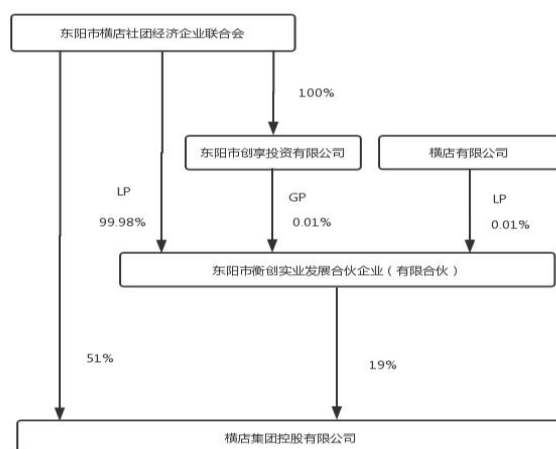 东阳市横店社团经济企业联合会
100%
东阳市创享投资有限公司
横店有限公司
LP
GP
LP
99.98%
0.01%
0.01%
东阳市衡创实业发展合伙企业（有限合伙）
51%
19%
横店集团控股有限公司